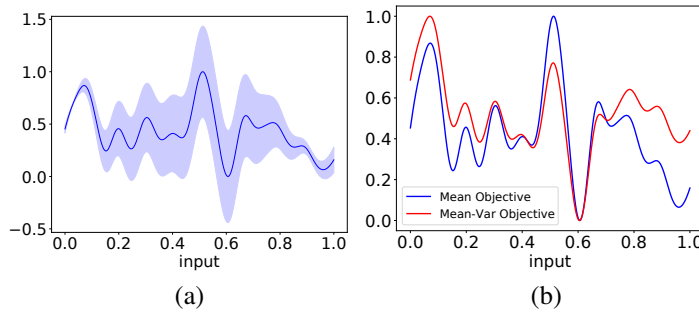 (a)
1.5
1.0
0.5
0.0
−0.5
0.0 0.2 0.4 0.6 0.8 1.0
input
(a)
(b)
1.0
0.8
0.6
0.4
0.2
0.0
Mean Objective
Mean-Var Objective
0.0 0.2 0.4 0.6 0.8 1.0
input
(b)